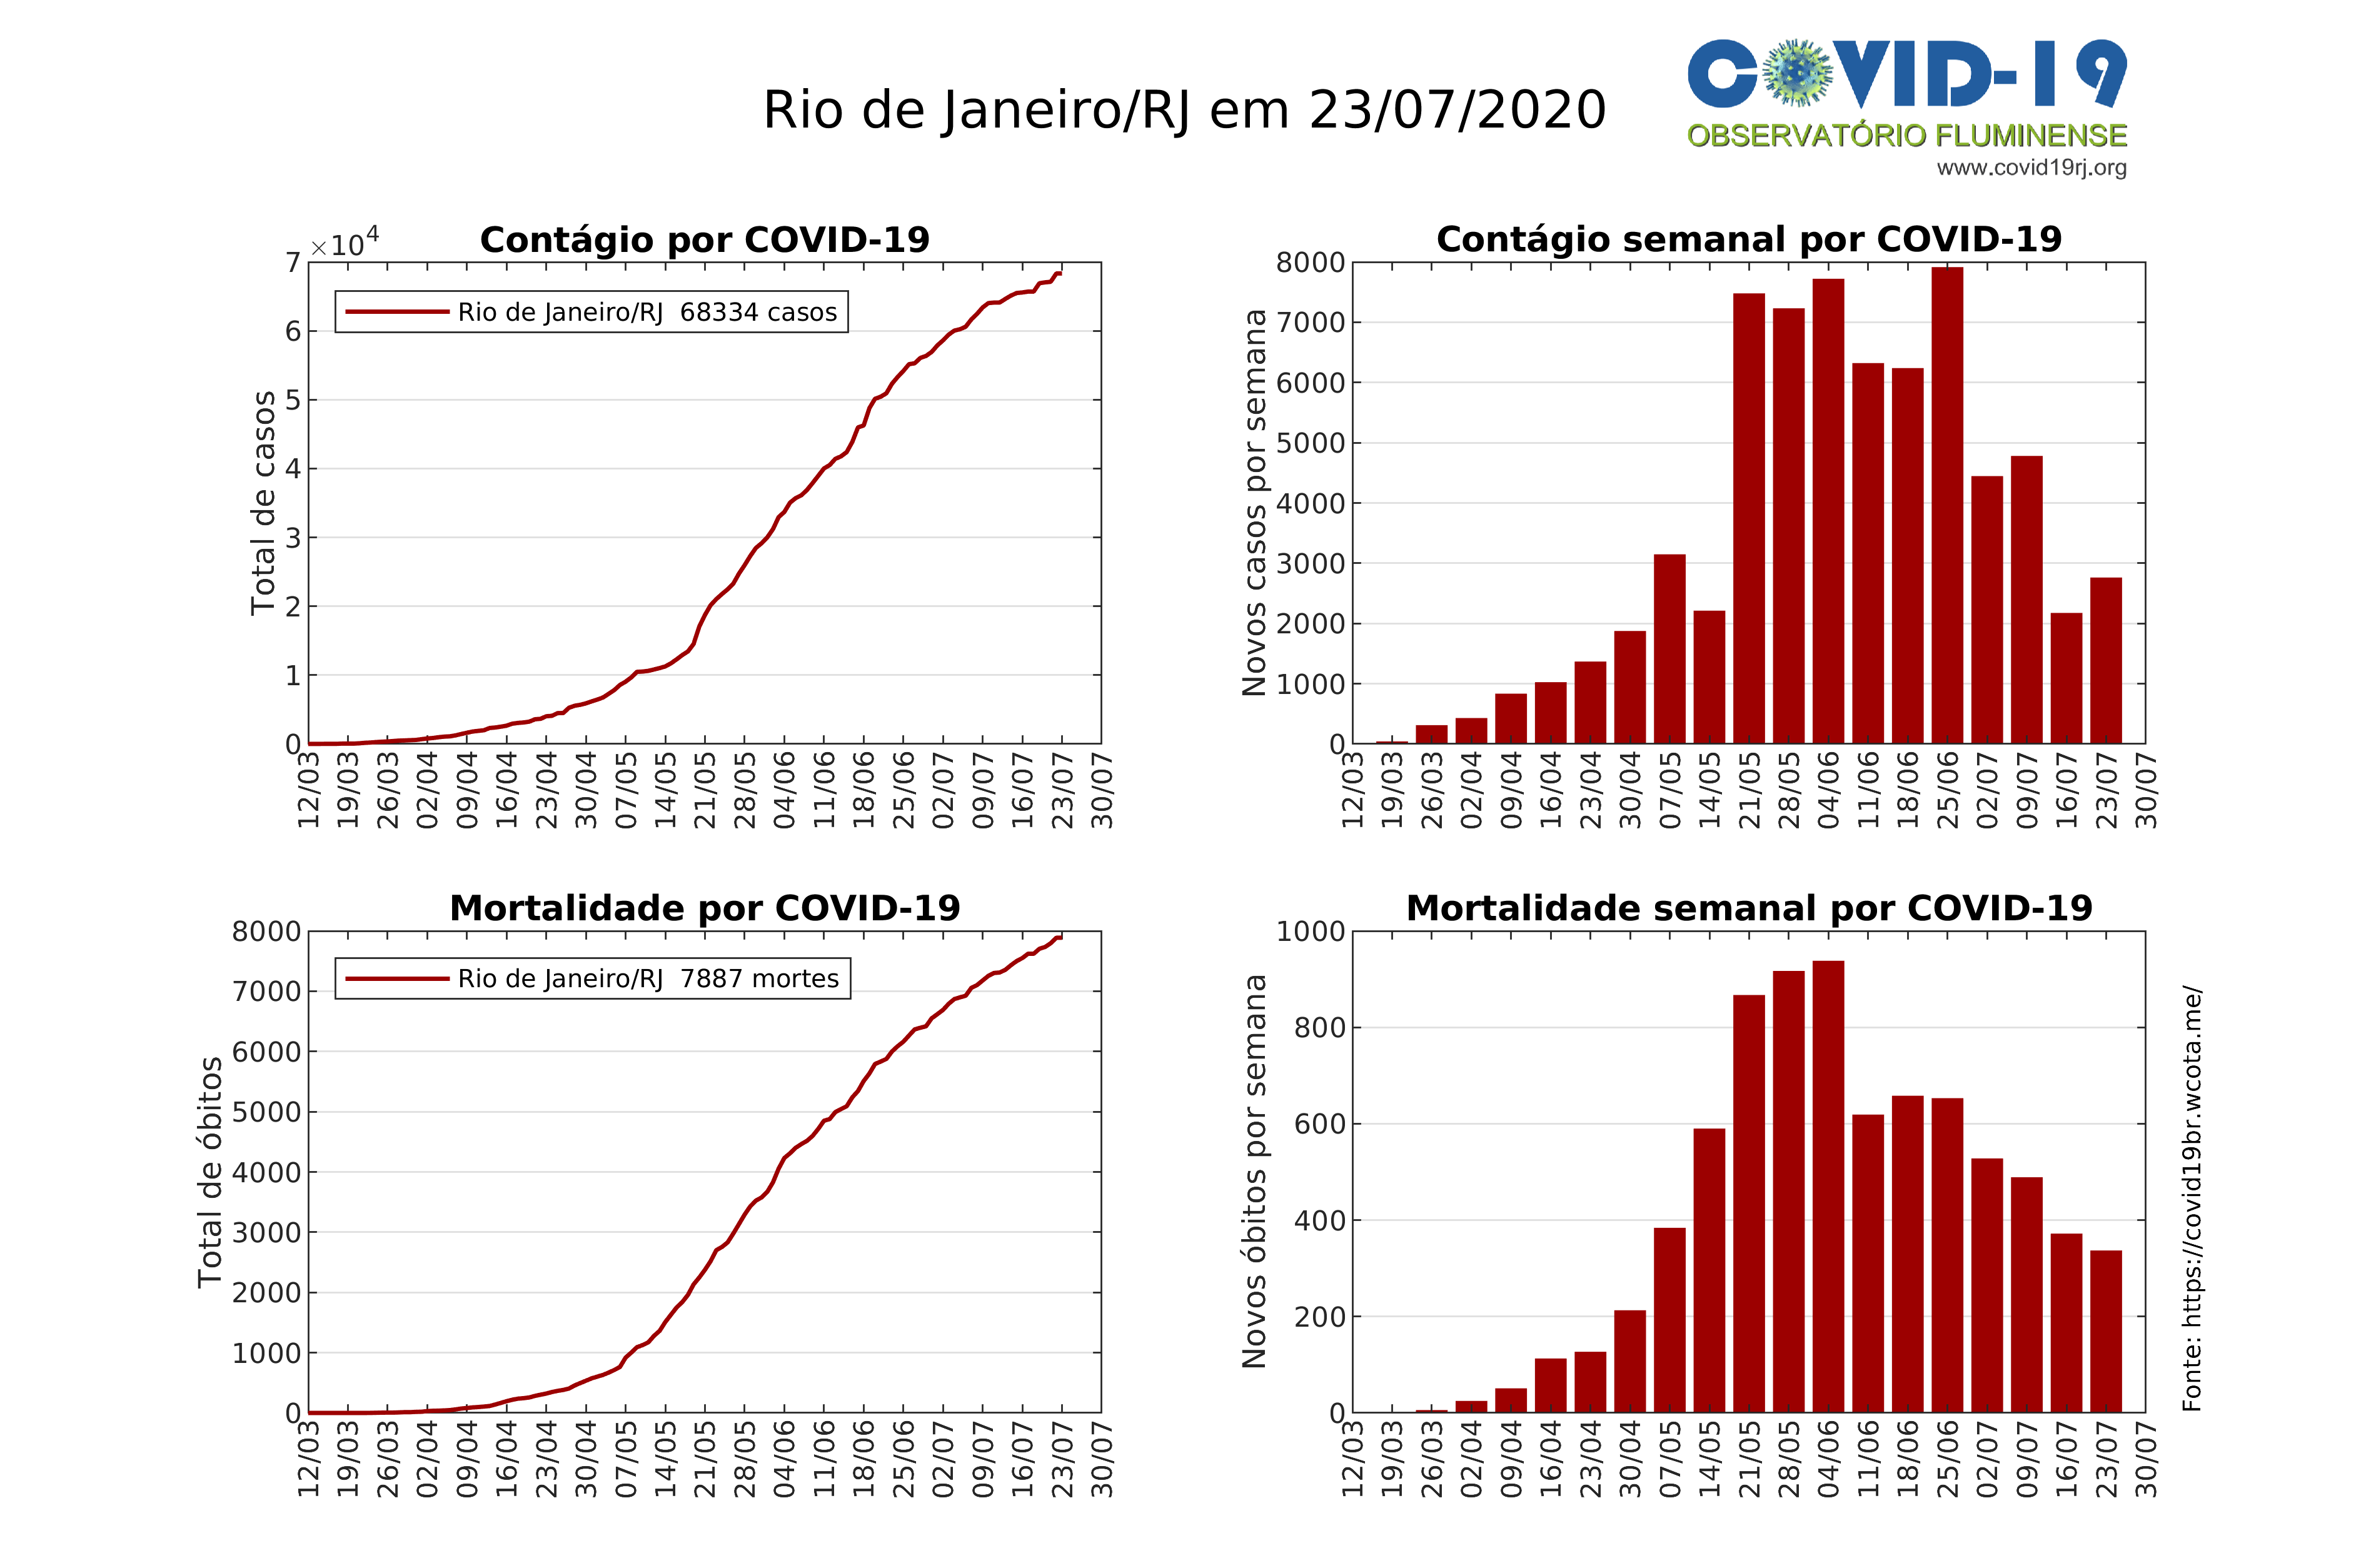 Rio de Janeiro/RJ em 23/07/2020
COVID-19
OBSERVATÓRIO FLUMINENSE
www.covid19rj.org
Contágio por COVID-19
×10⁴
Total de casos
7
6
5
4
3
2
1
0
Rio de Janeiro/RJ 68334 casos
12/03 19/03 26/03 02/04 09/04 16/04 23/04 30/04 07/05 14/05 21/05 28/05 04/06 11/06 18/06 25/06 02/07 09/07 16/07 23/07 30/07
Contágio semanal por COVID-19
Novos casos por semana
8000
7000
6000
5000
4000
3000
2000
1000
0
12/03 19/03 26/03 02/04 09/04 16/04 23/04 30/04 07/05 14/05 21/05 28/05 04/06 11/06 18/06 25/06 02/07 09/07 16/07 23/07 30/07
Mortalidade por COVID-19
Total de óbitos
8000
7000
6000
5000
4000
3000
2000
1000
0
Rio de Janeiro/RJ 7887 mortes
12/03 19/03 26/03 02/04 09/04 16/04 23/04 30/04 07/05 14/05 21/05 28/05 04/06 11/06 18/06 25/06 02/07 09/07 16/07 23/07 30/07
Mortalidade semanal por COVID-19
Novos óbitos por semana
1000
800
600
400
200
0
12/03 19/03 26/03 02/04 09/04 16/04 23/04 30/04 07/05 14/05 21/05 28/05 04/06 11/06 18/06 25/06 02/07 09/07 16/07 23/07 30/07
Fonte: https://covid19br.wcota.me/